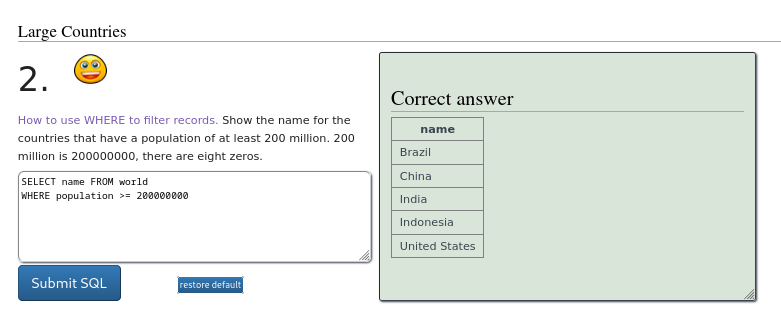 Large Countries
2.
How to use WHERE to filter records. Show the name for the
countries that have a population of at least 200 million. 200
million is 200000000, there are eight zeros.
SELECT name FROM world
WHERE population >= 200000000
Submit SQL
restore default
Correct answer
name
Brazil
China
India
Indonesia
United States